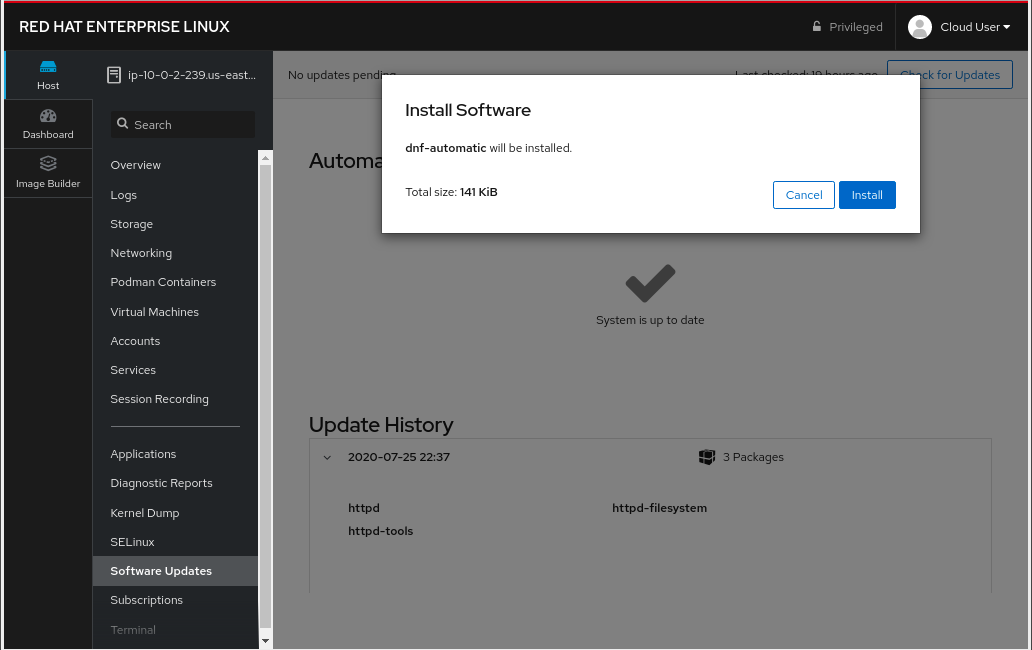 RED HAT ENTERPRISE LINUX
Privileged
Cloud User
Host
Dashboard
Image Builder
ip-10-0-2-239.us-east...
Search
Overview
Logs
Storage
Networking
Podman Containers
Virtual Machines
Accounts
Services
Session Recording
Applications
Diagnostic Reports
Kernel Dump
SELinux
Software Updates
Subscriptions
Terminal
No updates pending
Last checked: 19 hours ago
Check for Updates
Install Software
dnf-automatic will be installed.
Total size: 141 KiB
Cancel
Install
System is up to date
Update History
2020-07-25 22:37
3 Packages
httpd
httpd-filesystem
httpd-tools